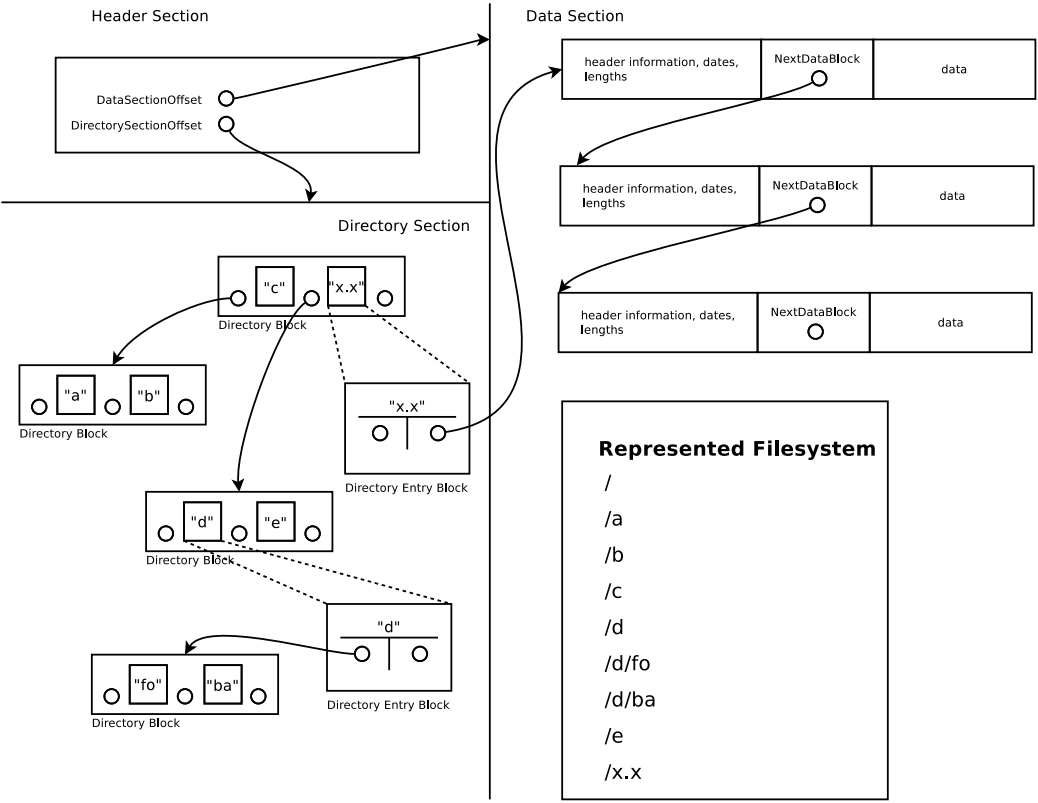 Header Section
DataSectionOffset
DirectorySectionOffset
Directory Section
"c"
"x.x"
Directory Block
"a"
"b"
Directory Block
"x.x"
Directory Entry Block
"d"
"e"
Directory Block
"d"
Directory Entry Block
"fo"
"ba"
Directory Block
Data Section
header information, dates,
lengths
NextDataBlock
data
header information, dates,
lengths
NextDataBlock
data
header information, dates,
lengths
NextDataBlock
data
Represented Filesystem
/
/a
/b
/c
/d
/d/fo
/d/ba
/e
/x.x